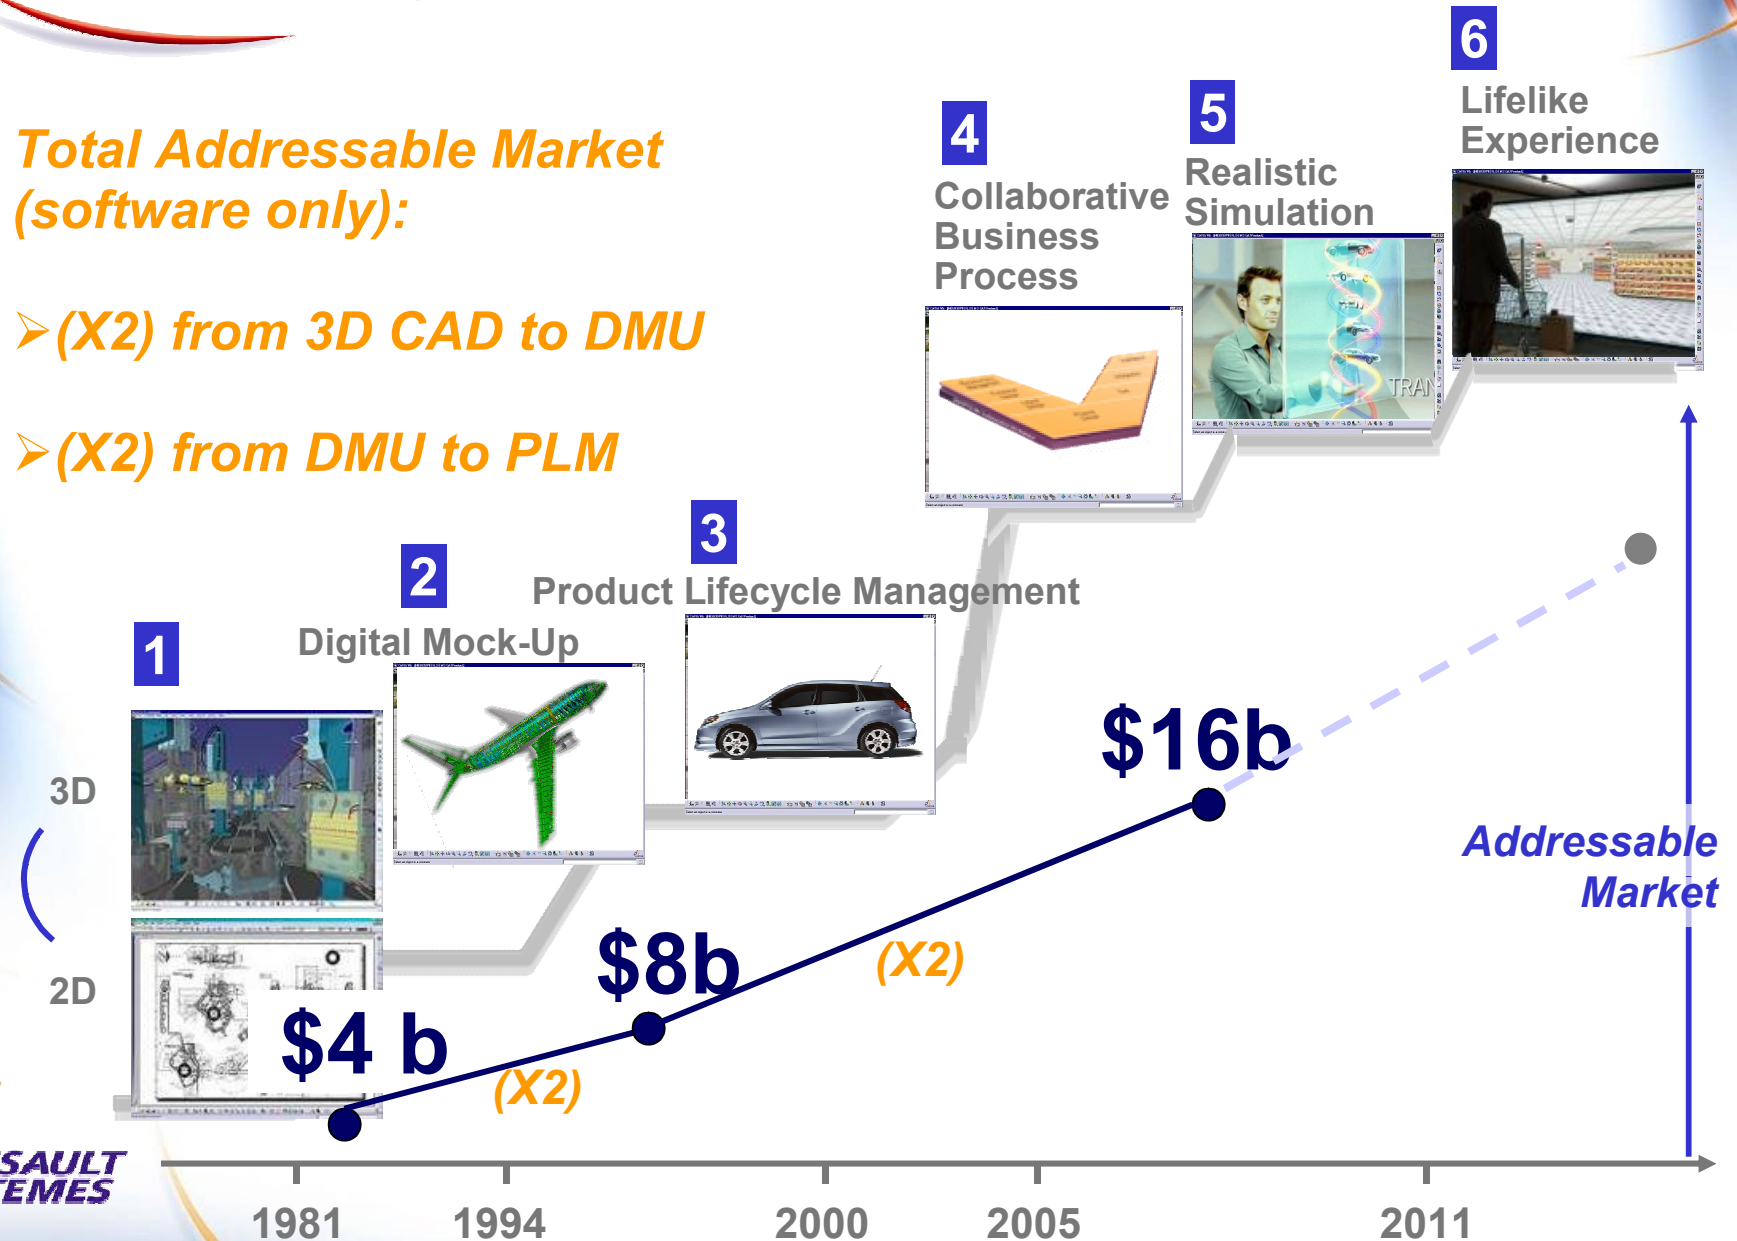 Total Addressable Market
(software only):
➢(X2) from 3D CAD to DMU
➢(X2) from DMU to PLM
1
2
Digital Mock-Up
3
Product Lifecycle Management
4
Collaborative
Business
Process
5
Realistic
Simulation
TRAN
6
Lifelike
Experience
3D
2D
$4 b
(X2)
$8b
(X2)
$16b
Addressable
Market
SAULT
TEMES
1981 1994 2000 2005 2011